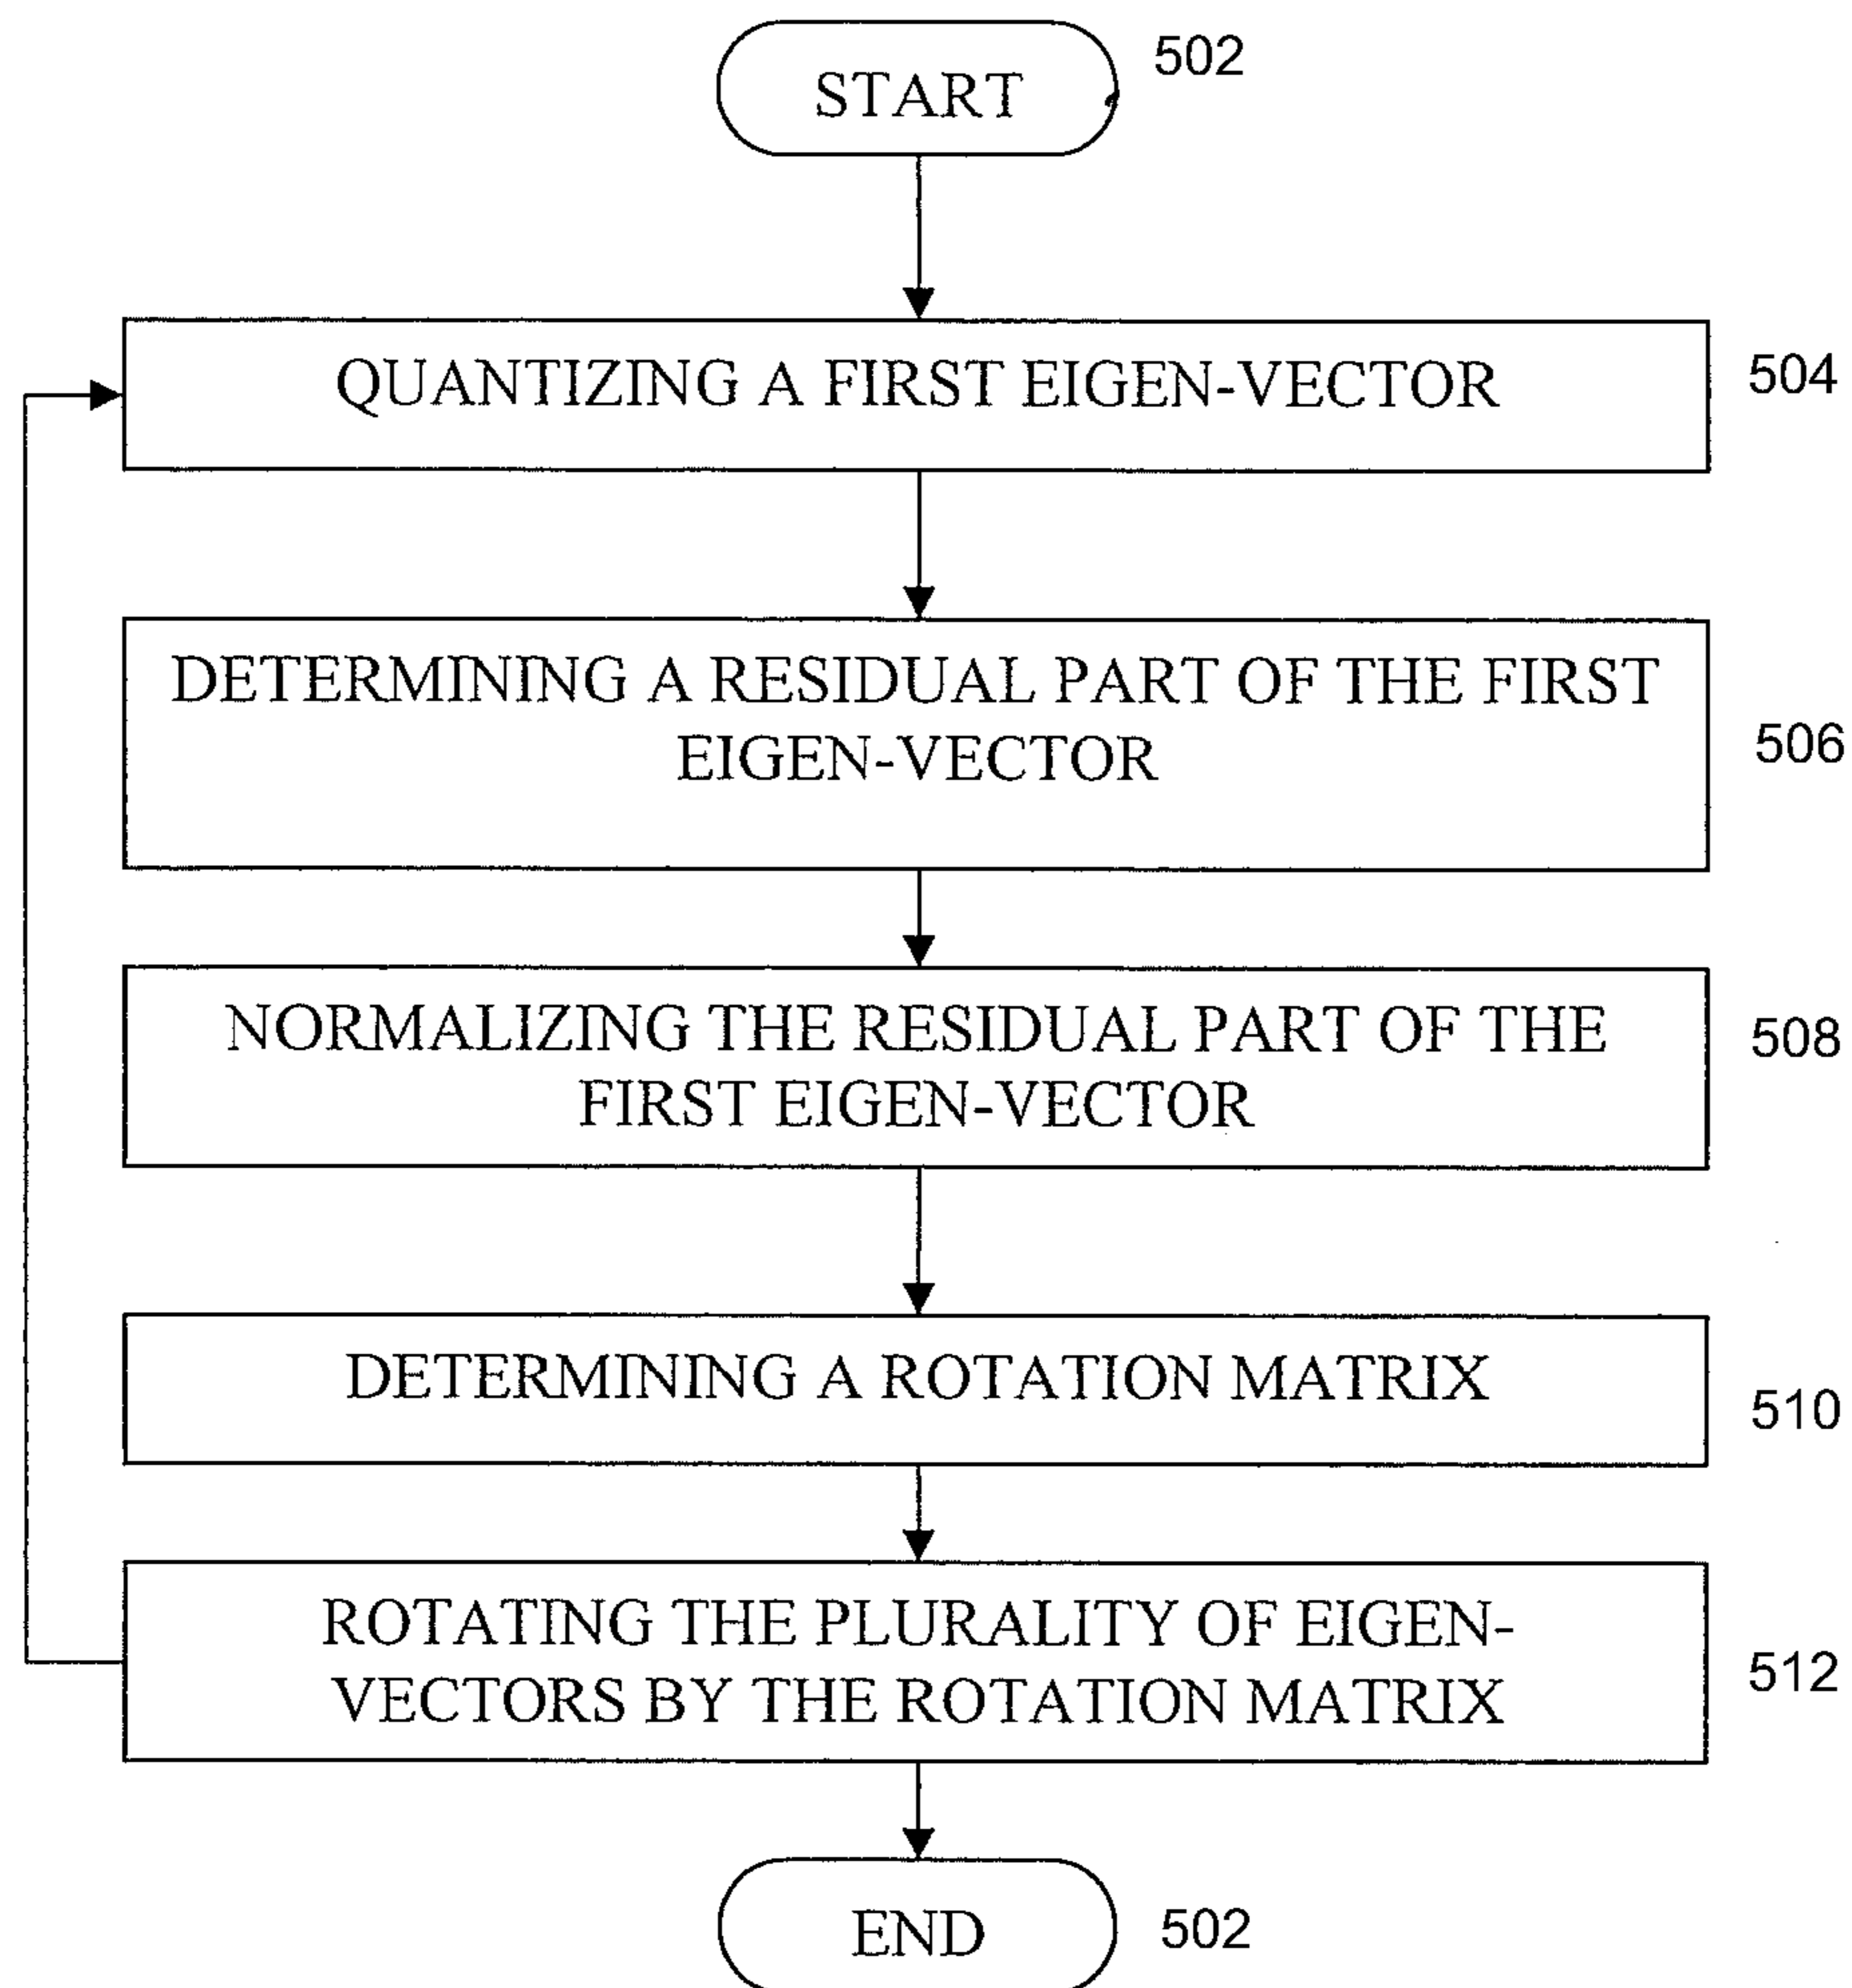 START
502
QUANTIZING A FIRST EIGEN-VECTOR
504
DETERMINING A RESIDUAL PART OF THE FIRST
EIGEN-VECTOR
506
NORMALIZING THE RESIDUAL PART OF THE
FIRST EIGEN-VECTOR
508
DETERMINING A ROTATION MATRIX
510
ROTATING THE PLURALITY OF EIGEN-
VECTORS BY THE ROTATION MATRIX
512
END
502